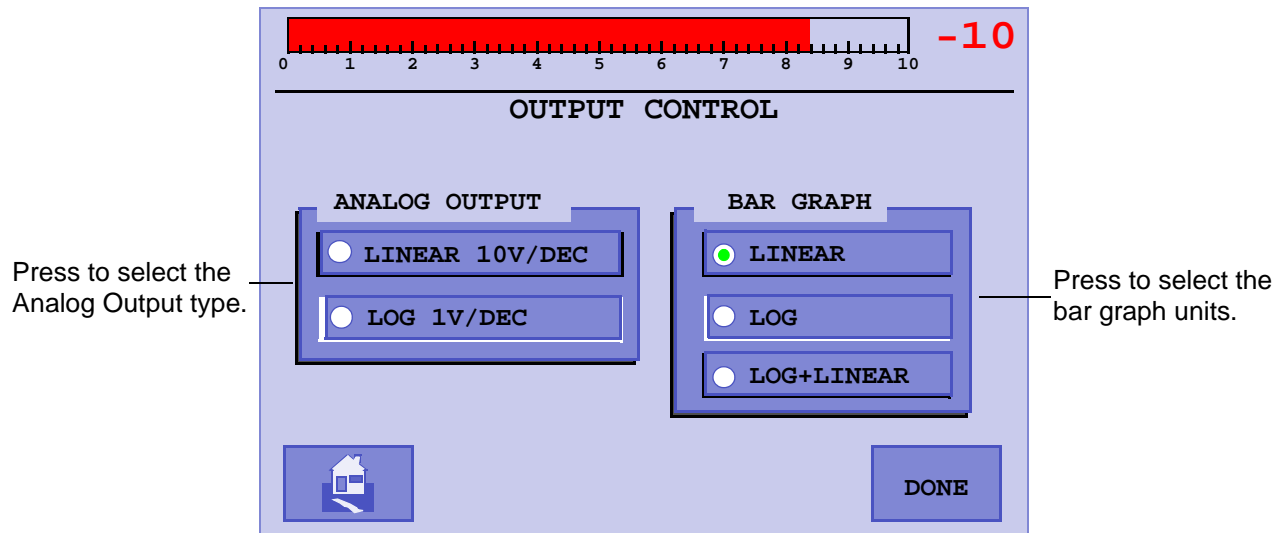 -10
0 1 2 3 4 5 6 7 8 9 10
OUTPUT CONTROL
ANALOG OUTPUT
LINEAR 10V/DEC
LOG 1V/DEC
BAR GRAPH
LINEAR
LOG
LOG+LINEAR
Press to select the
Analog Output type.
Press to select the
bar graph units.
DONE